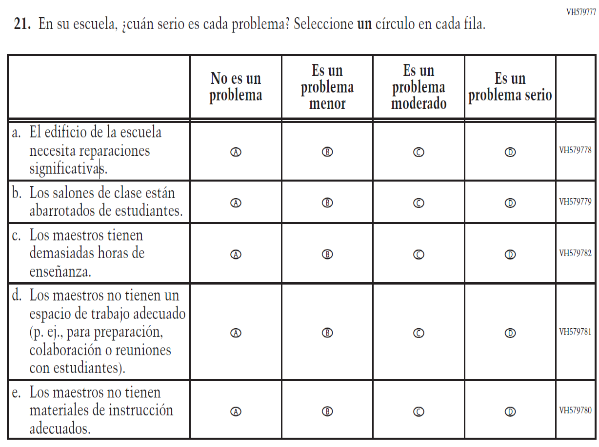 VH579777
21. En su escuela, ¿cuán serio es cada problema? Seleccione un círculo en cada fila.
No es un
problema
Es un
problema
menor
Es un
problema
moderado
Es un
problema serio
a. El edificio de la escuela
necesita reparaciones
significativas.
A B C D VH579778
b. Los salones de clase están
abarrotados de estudiantes.
A B C D VH579779
c. Los maestros tienen
demasiadas horas de
enseñanza.
A B C D VH579782
d. Los maestros no tienen un
espacio de trabajo adecuado
(p. ej., para preparación,
colaboración o reuniones
con estudiantes).
A B C D VH579781
e. Los maestros no tienen
materiales de instrucción
adecuados.
A B C D VH579780